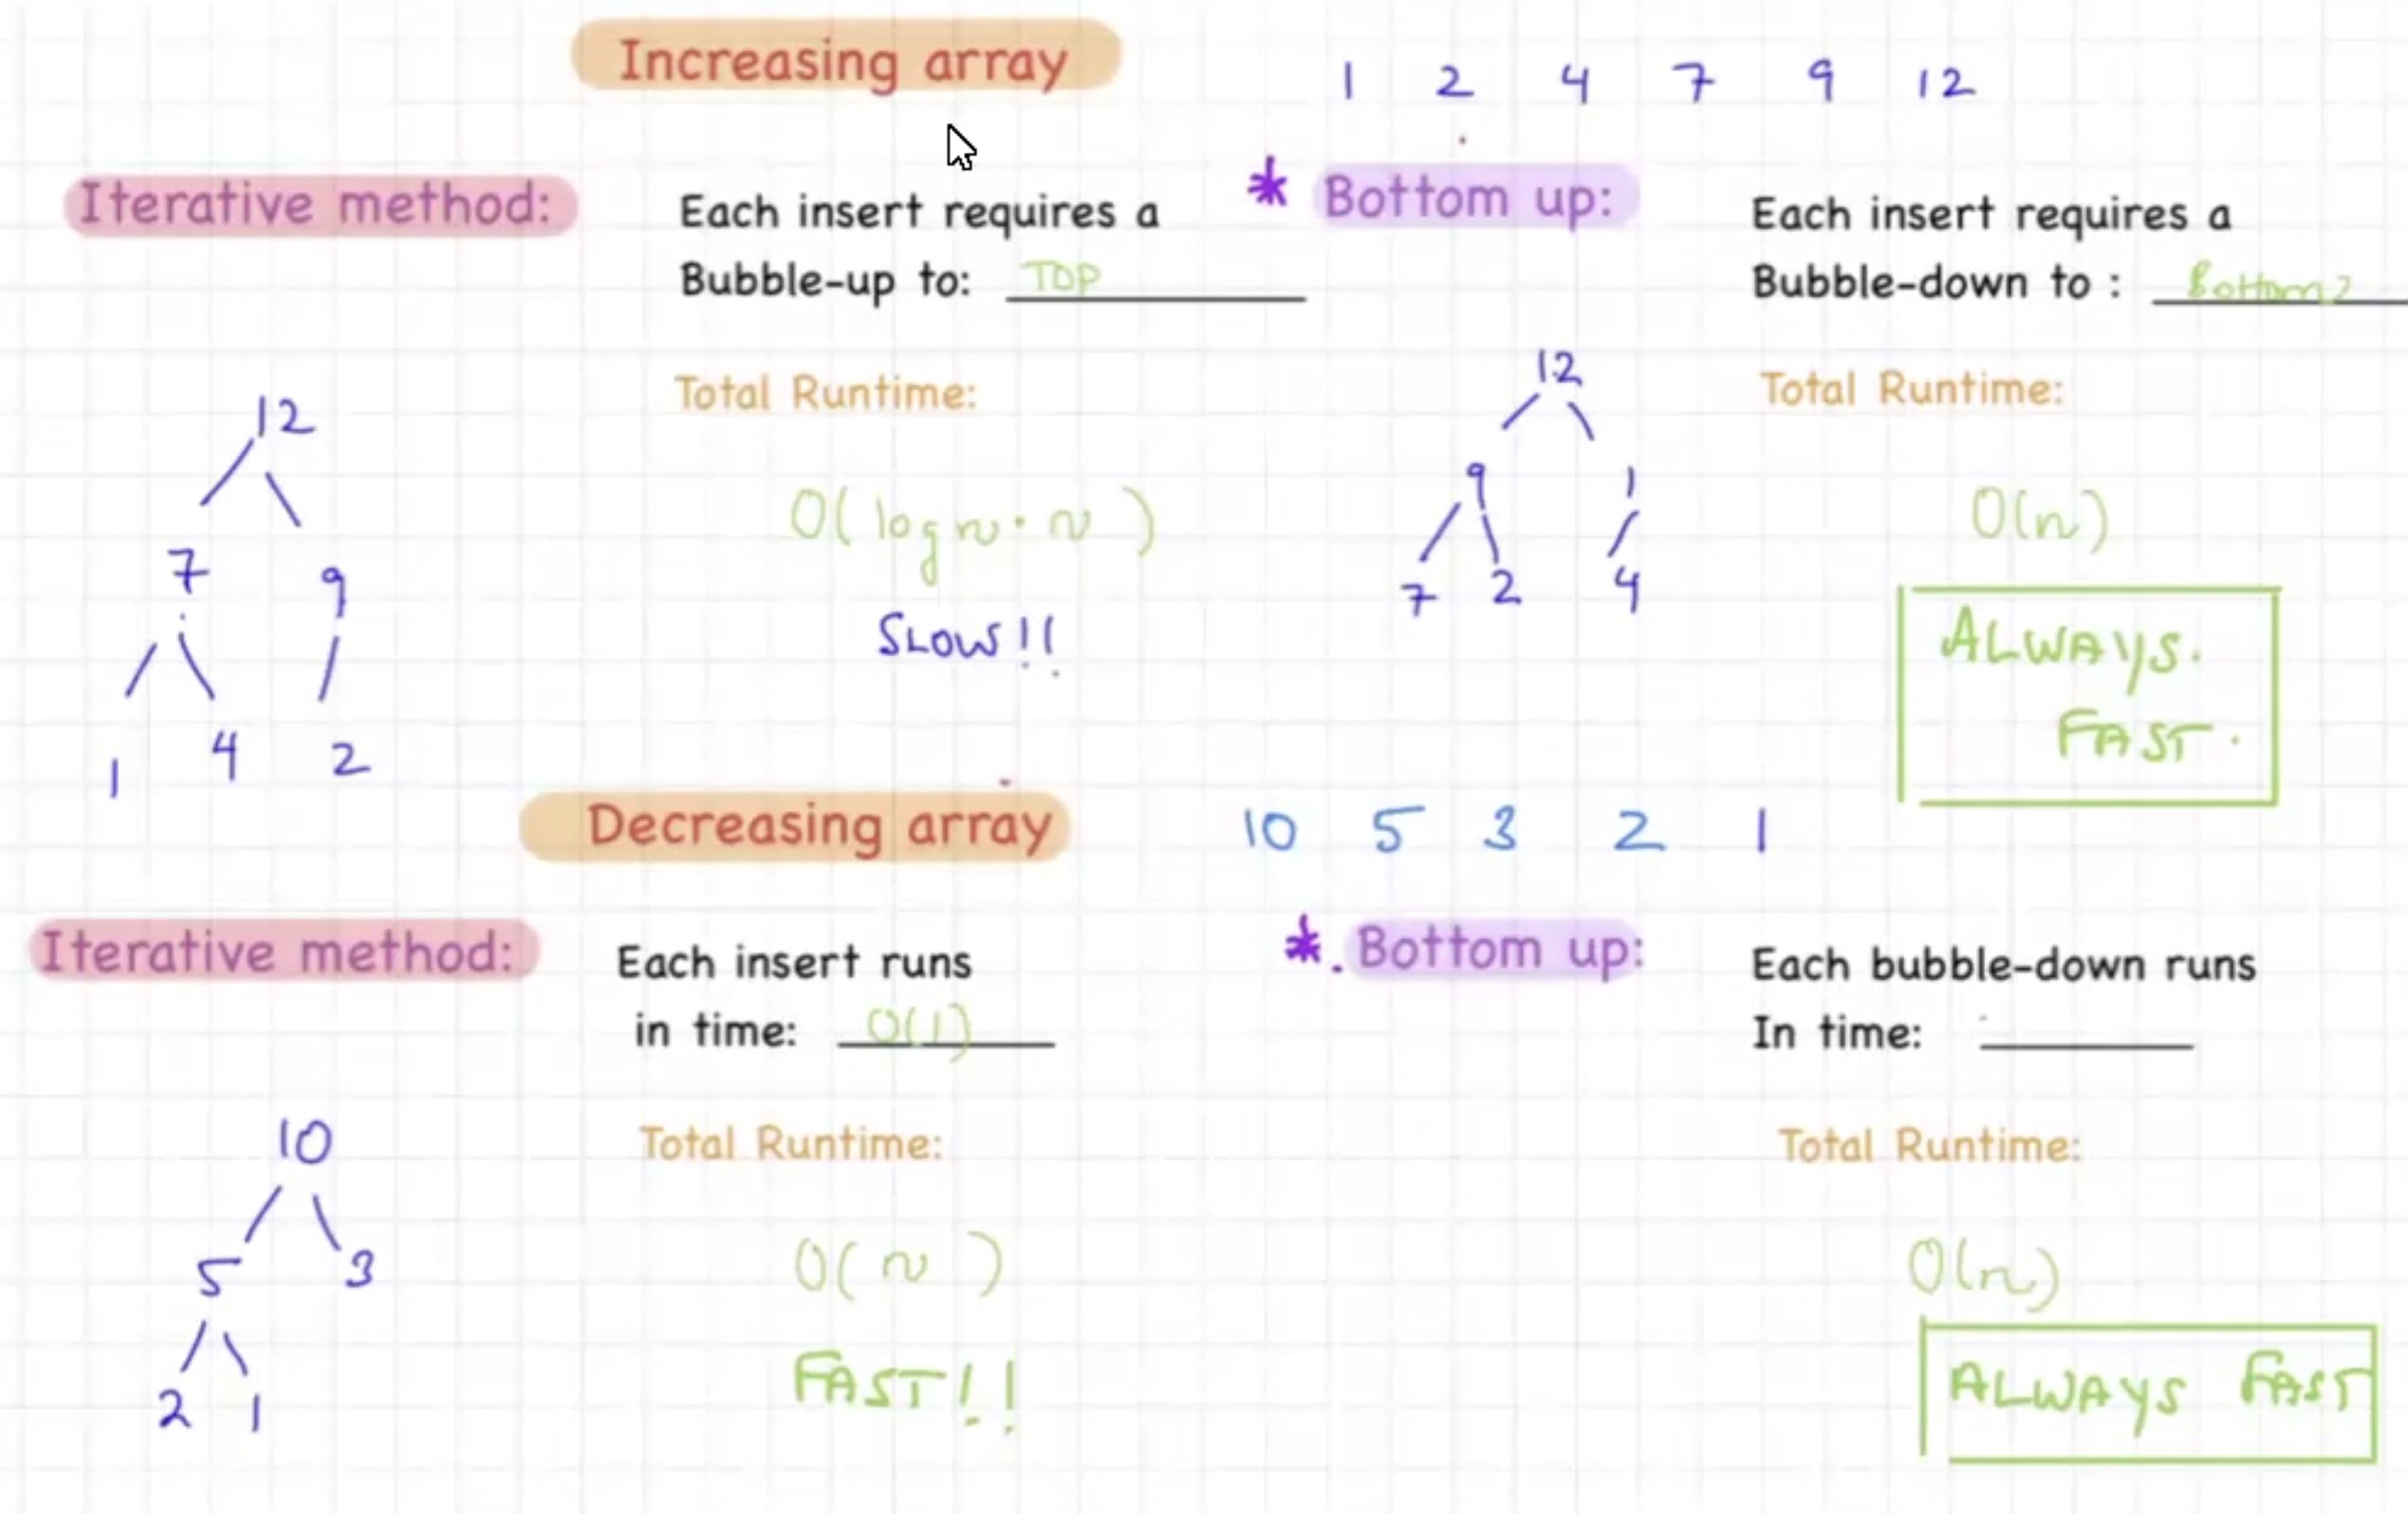 Increasing array
1 2 4 7 9 12
Iterative method:
Each insert requires a
Bubble-up to: TOP
* Bottom up:
Each insert requires a
Bubble-down to : Bottom?
Total Runtime:
O(log n · n)
SLOW!!
12
7 9
1 4 2
Total Runtime:
O(n)
ALWAYS.
FAST.
12
9 1
7 2 4
Decreasing array
10 5 3 2 1
Iterative method:
Each insert runs
in time: O(1)
Total Runtime:
O(n)
FAST!!
10
5 3
2 1
*. Bottom up:
Each bubble-down runs
In time:
Total Runtime:
O(n)
ALWAYS FAST